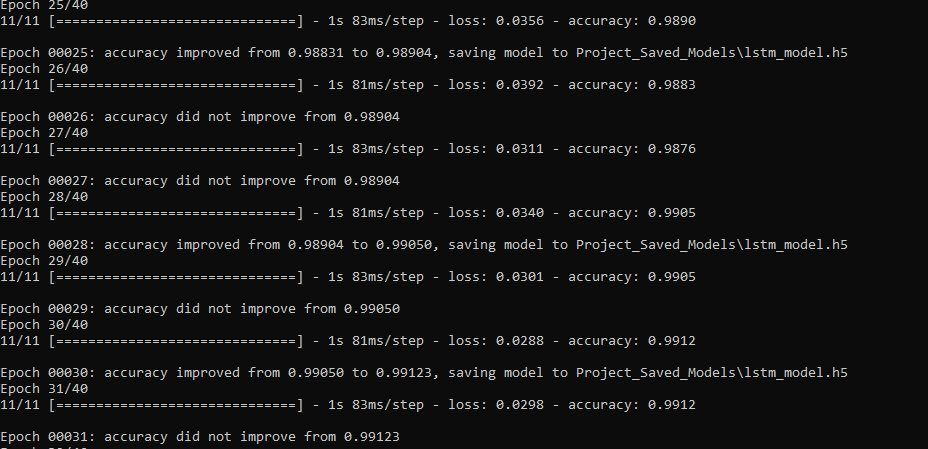 Epoch 25/40
11/11 [==============================] - 1s 83ms/step - loss: 0.0356 - accuracy: 0.9890
Epoch 00025: accuracy improved from 0.98831 to 0.98904, saving model to Project_Saved_Models\lstm_model.h5
Epoch 26/40
11/11 [==============================] - 1s 81ms/step - loss: 0.0392 - accuracy: 0.9883
Epoch 00026: accuracy did not improve from 0.98904
Epoch 27/40
11/11 [==============================] - 1s 83ms/step - loss: 0.0311 - accuracy: 0.9876
Epoch 00027: accuracy did not improve from 0.98904
Epoch 28/40
11/11 [==============================] - 1s 81ms/step - loss: 0.0340 - accuracy: 0.9905
Epoch 00028: accuracy improved from 0.98904 to 0.99050, saving model to Project_Saved_Models\lstm_model.h5
Epoch 29/40
11/11 [==============================] - 1s 83ms/step - loss: 0.0301 - accuracy: 0.9905
Epoch 00029: accuracy did not improve from 0.99050
Epoch 30/40
11/11 [==============================] - 1s 81ms/step - loss: 0.0288 - accuracy: 0.9912
Epoch 00030: accuracy improved from 0.99050 to 0.99123, saving model to Project_Saved_Models\lstm_model.h5
Epoch 31/40
11/11 [==============================] - 1s 83ms/step - loss: 0.0298 - accuracy: 0.9912
Epoch 00031: accuracy did not improve from 0.99123